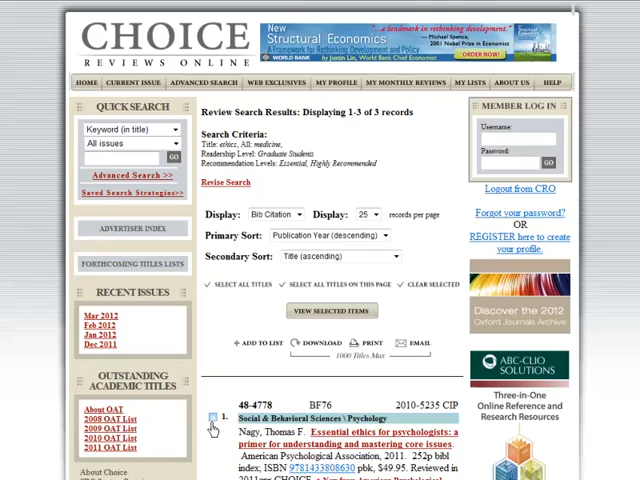 CHOICE
REVIEWS ONLINE
New
Structural Economics
A Framework for Rethinking Development and Policy
WORLD BANK by Justin Lin, World Bank Chief Economist
"...a landmark in rethinking development."
— Michael Spence,
2001 Nobel Prize in Economics
ORDER NOW!
HOME | CURRENT ISSUE | ADVANCED SEARCH | WEB EXCLUSIVES | MY PROFILE | MY MONTHLY REVIEWS | MY LISTS | ABOUT US | HELP
QUICK SEARCH
Keyword (in title)
All issues
GO
Advanced Search >>
Saved Search Strategies>>
ADVERTISER INDEX
FORTHCOMING TITLES LISTS
RECENT ISSUES
Mar 2012
Feb 2012
Jan 2012
Dec 2011
OUTSTANDING
ACADEMIC TITLES
About OAT
2008 OAT List
2009 OAT List
2010 OAT List
2011 OAT List
About Choice
Review Search Results: Displaying 1-3 of 3 records
Search Criteria:
Title: ethics, All: medicine,
Readership Level: Graduate Students
Recommendation Levels: Essential, Highly Recommended
Revise Search
Display: Bib Citation Display: 25 records per page
Primary Sort: Publication Year (descending)
Secondary Sort: Title (ascending)
SELECT ALL TITLES SELECT ALL TITLES ON THIS PAGE CLEAR SELECTED
VIEW SELECTED ITEMS
ADD TO LIST DOWNLOAD PRINT EMAIL
1000 Titles Max
48-4778 BF76 2010-5235 CIP
1. Social & Behavioral Sciences \ Psychology
Nagy, Thomas F. Essential ethics for psychologists: a
primer for understanding and mastering core issues.
American Psychological Association, 2011. 252p bibl
index; ISBN 9781433808630 pbk, $49.95. Reviewed in
MEMBER LOG IN
Username:
Password:
GO
Logout from CRO
Forgot your password?
OR
REGISTER here to create
your profile.
Discover the 2012
Oxford Journals Archive
ABC-CLIO
SOLUTIONS
Three-in-One
Online Reference and
Research Resources